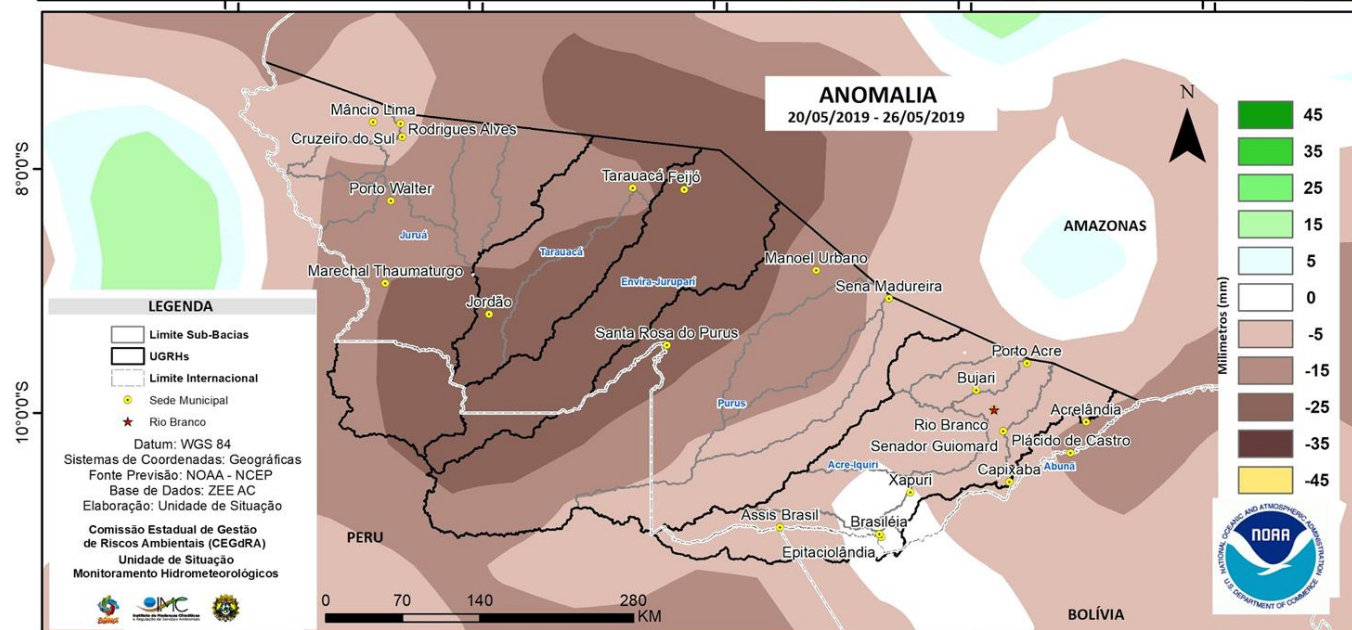 ANOMALIA
20/05/2019 - 26/05/2019
N
45
35
25
15
5
0
-5
-15
-25
-35
-45
Milímetros (mm)
8°0'0"S
10°0'0"S
Mâncio Lima
Rodrigues Alves
Cruzeiro do Sul
Porto Walter
Juruá
Marechal Thaumaturgo
Tarauacá
Feijó
Tarauacá
Jordão
Envira-Jurupari
Manoel Urbano
Sena Madureira
Santa Rosa do Purus
Purus
Porto Acre
Bujari
Acrelândia
Rio Branco
Senador Guiomard
Plácido de Castro
Abunã
Capixaba
Acre-Iquiri
Xapuri
Assis Brasil
Brasiléia
Epitaciolândia
AMAZONAS
PERU
BOLÍVIA
LEGENDA
Limite Sub-Bacias
UGRHs
Limite Internacional
Sede Municipal
Rio Branco
Datum: WGS 84
Sistemas de Coordenadas: Geográficas
Fonte Previsão: NOAA - NCEP
Base de Dados: ZEE AC
Elaboração: Unidade de Situação
Comissão Estadual de Gestão
de Riscos Ambientais (CEGdRA)
Unidade de Situação
Monitoramento Hidrometeorológicos
IMC
0 70 140 280
KM
NATIONAL OCEANIC AND ATMOSPHERIC ADMINISTRATION
NOAA
U.S. DEPARTMENT OF COMMERCE